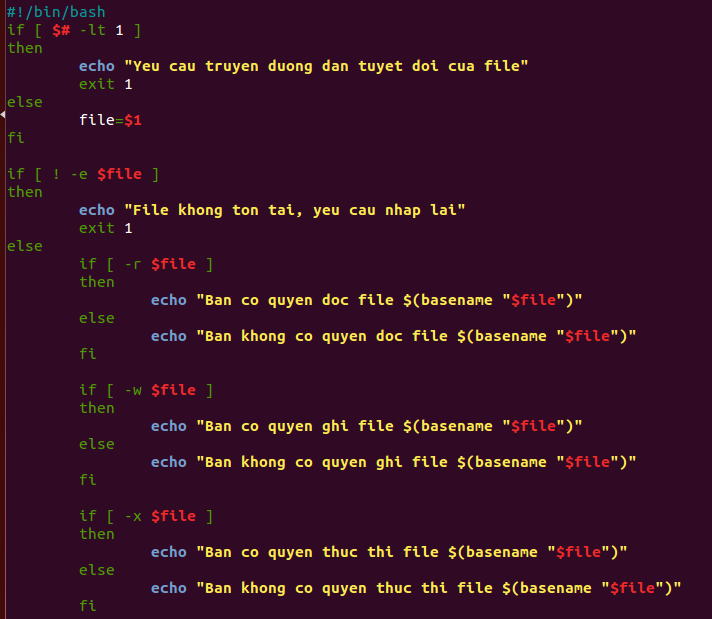 #!/bin/bash
if [ $# -lt 1 ]
then
        echo "Yeu cau truyen duong dan tuyet doi cua file"
        exit 1
else
        file=$1
fi

if [ ! -e $file ]
then
        echo "File khong ton tai, yeu cau nhap lai"
        exit 1
else
        if [ -r $file ]
        then
                echo "Ban co quyen doc file $(basename "$file")"
        else
                echo "Ban khong co quyen doc file $(basename "$file")"
        fi

        if [ -w $file ]
        then
                echo "Ban co quyen ghi file $(basename "$file")"
        else
                echo "Ban khong co quyen ghi file $(basename "$file")"
        fi

        if [ -x $file ]
        then
                echo "Ban co quyen thuc thi file $(basename "$file")"
        else
                echo "Ban khong co quyen thuc thi file $(basename "$file")"
        fi